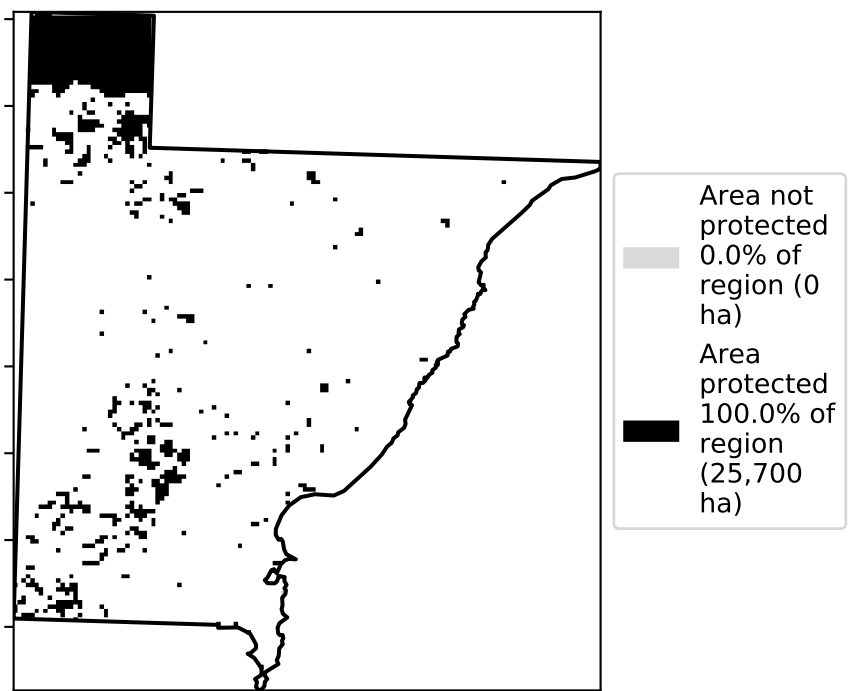 Area not
protected
0.0% of
region (0
ha)
Area
protected
100.0% of
region
(25,700
ha)